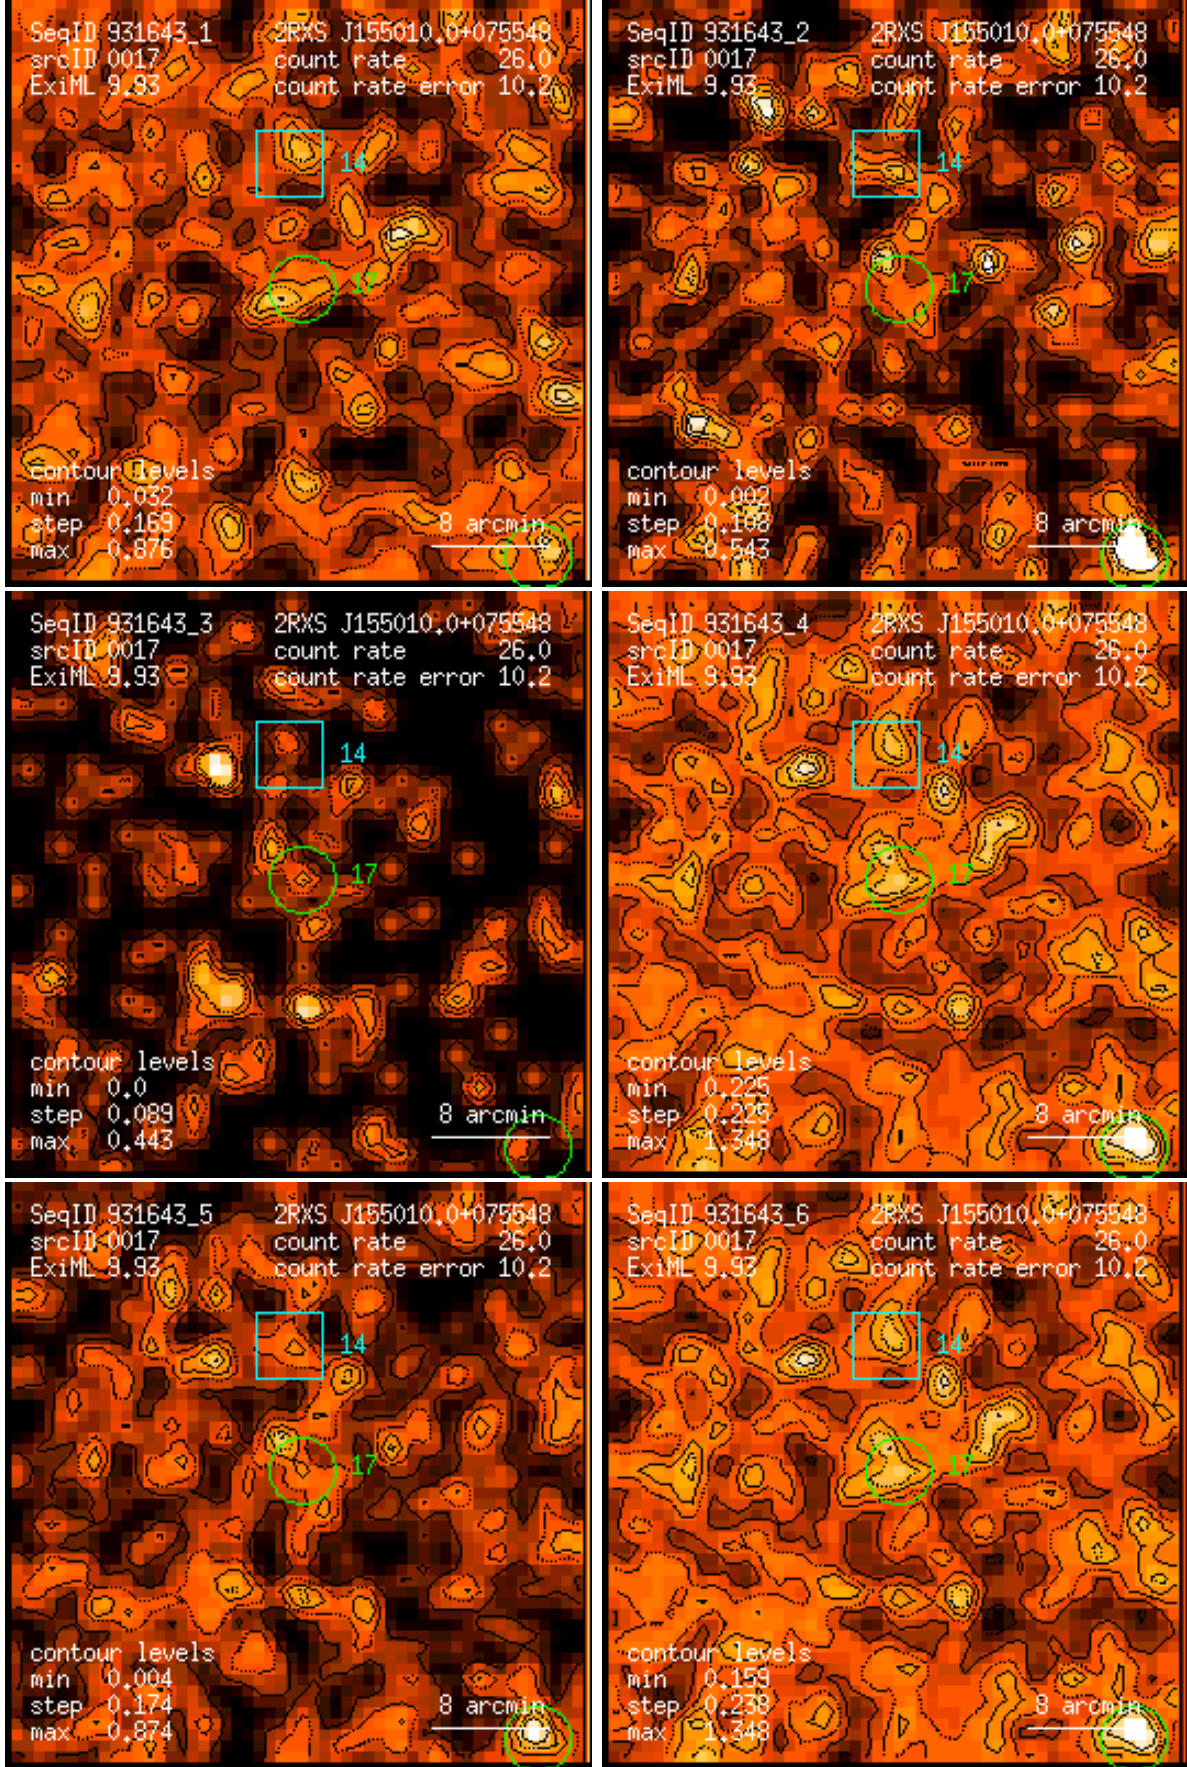 SeqID 931643_1 2RXS J155010.0+075548
srcID 0017 count rate 26.0
ExiML 9.93 count rate error 10.2
14
17
contour levels
min 0.032
step 0.169
max 0.876
8 arcmin
SeqID 931643_2 2RXS J155010.0+075548
srcID 0017 count rate 26.0
ExiML 9.93 count rate error 10.2
14
17
contour levels
min 0.002
step 0.108
max 0.543
8 arcmin
SeqID 931643_3 2RXS J155010.0+075548
srcID 0017 count rate 26.0
ExiML 9.93 count rate error 10.2
14
17
contour levels
min 0.0
step 0.089
max 0.443
8 arcmin
SeqID 931643_4 2RXS J155010.0+075548
srcID 0017 count rate 26.0
ExiML 9.93 count rate error 10.2
14
17
contour levels
min 0.225
step 0.225
max 1.348
8 arcmin
SeqID 931643_5 2RXS J155010.0+075548
srcID 0017 count rate 26.0
ExiML 9.93 count rate error 10.2
14
17
contour levels
min 0.004
step 0.174
max 0.874
8 arcmin
SeqID 931643_6 2RXS J155010.0+075548
srcID 0017 count rate 26.0
ExiML 9.93 count rate error 10.2
14
17
contour levels
min 0.159
step 0.238
max 1.348
8 arcmin